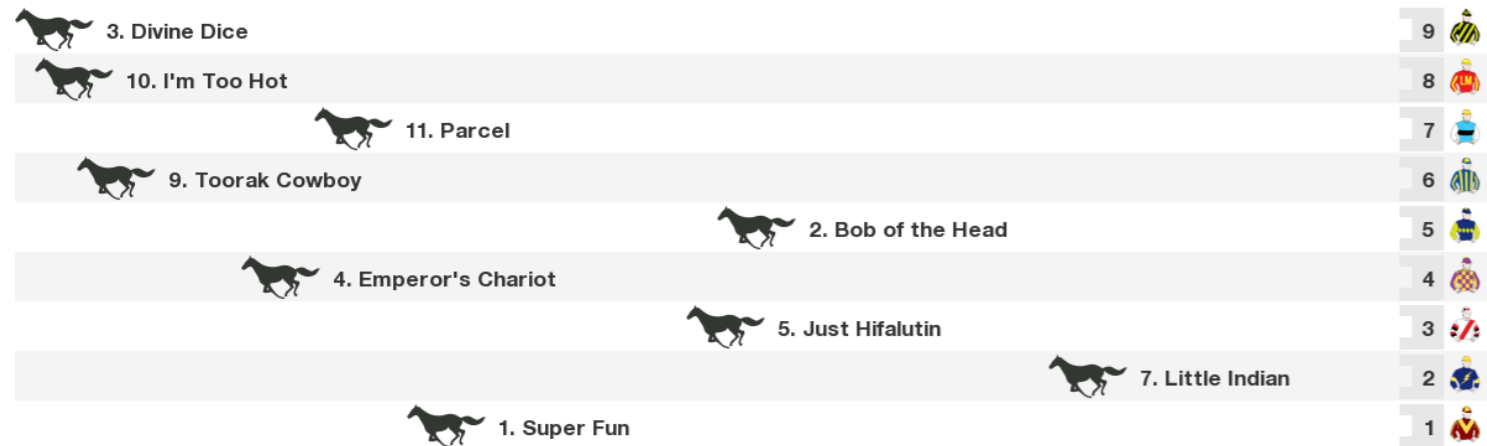 3. Divine Dice 9
10. I'm Too Hot 8
11. Parcel 7
9. Toorak Cowboy 6
2. Bob of the Head 5
4. Emperor's Chariot 4
5. Just Hifalutin 3
7. Little Indian 2
1. Super Fun 1